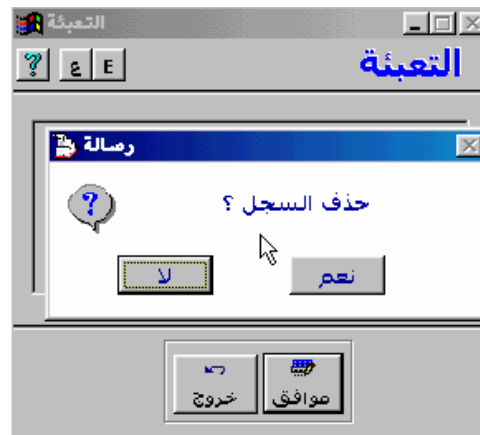 التعبئة
E ع ?
التعبئة
رسالة
?
حذف السجل ؟
نعم
لا
موافق
خروج